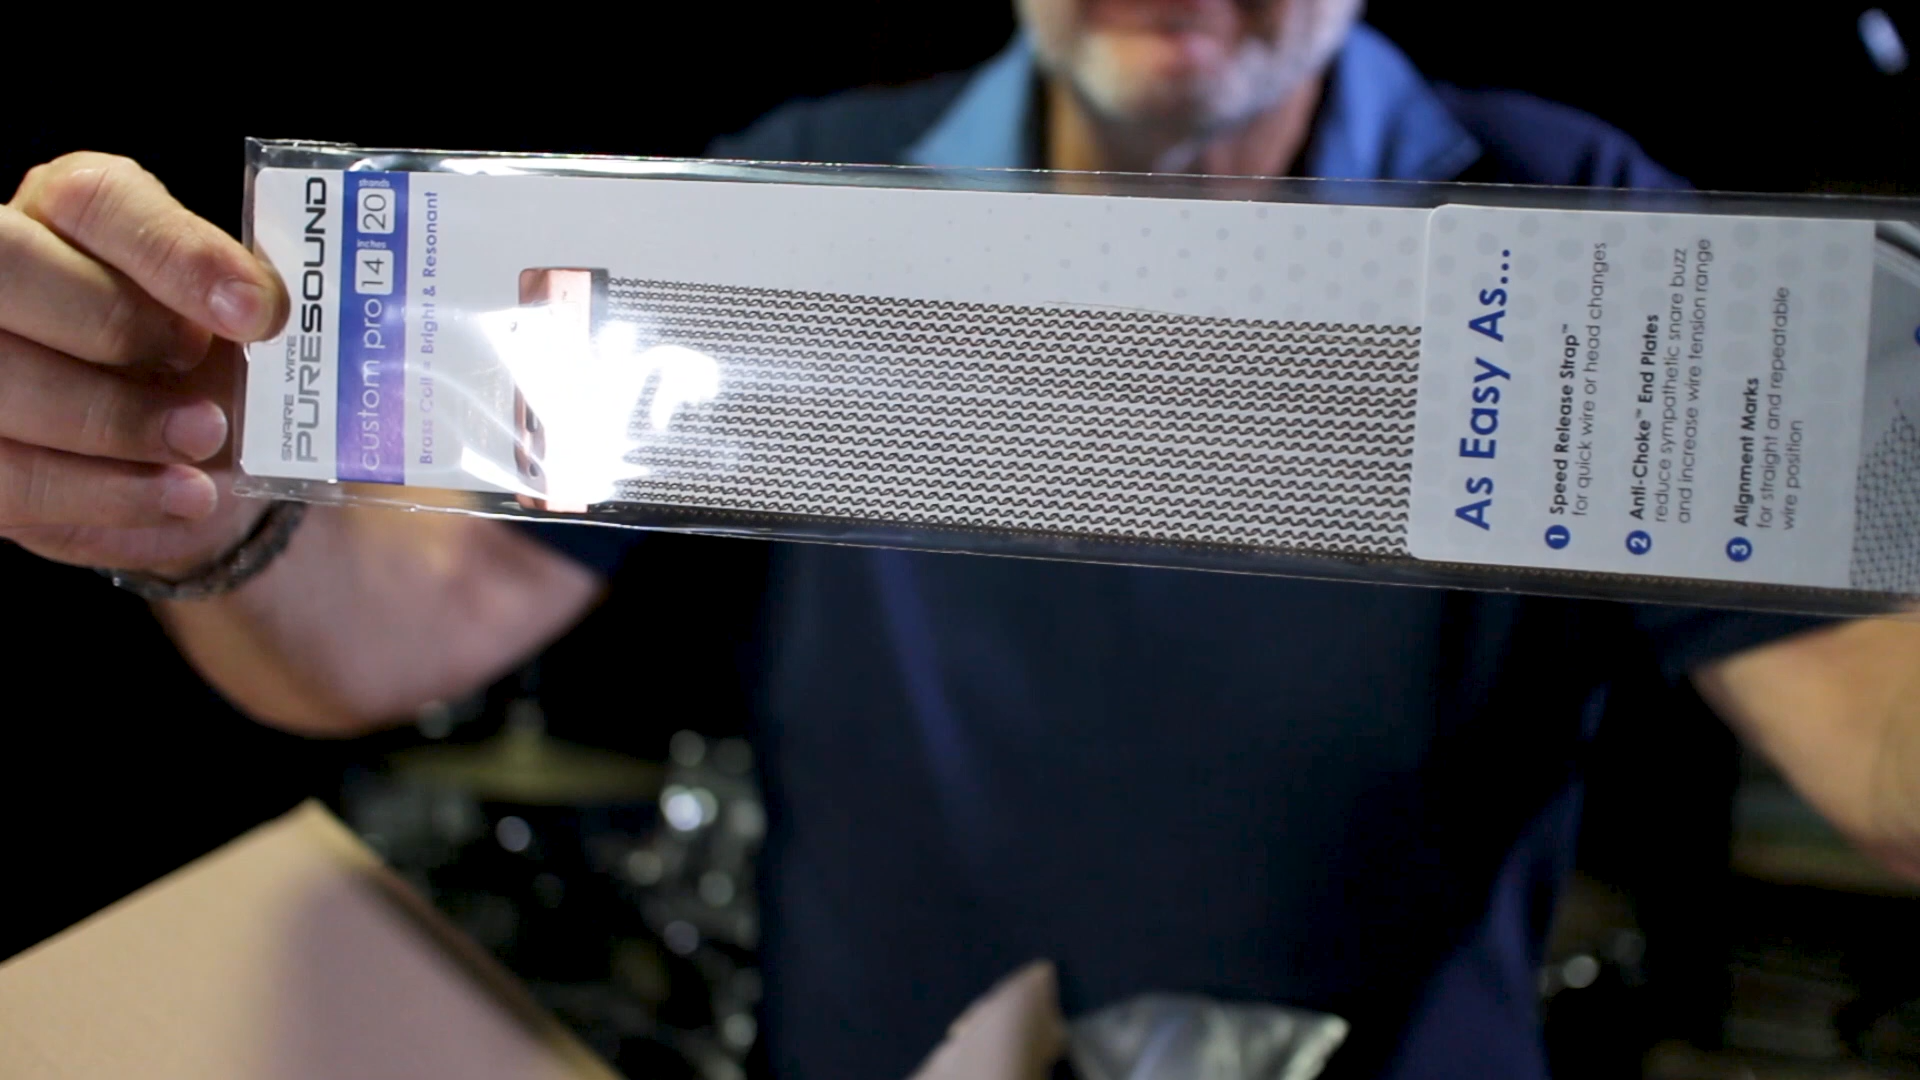 SNARE WIRE
PURESOUND
custom pro
inches
14
strands
20
Brass Coil = Bright & Resonant
As Easy As...
1 Speed Release Strap™
for quick wire or head changes
2 Anti-Choke™ End Plates
reduce sympathetic snare buzz
and increase wire tension range
3 Alignment Marks
for straight and repeatable
wire position